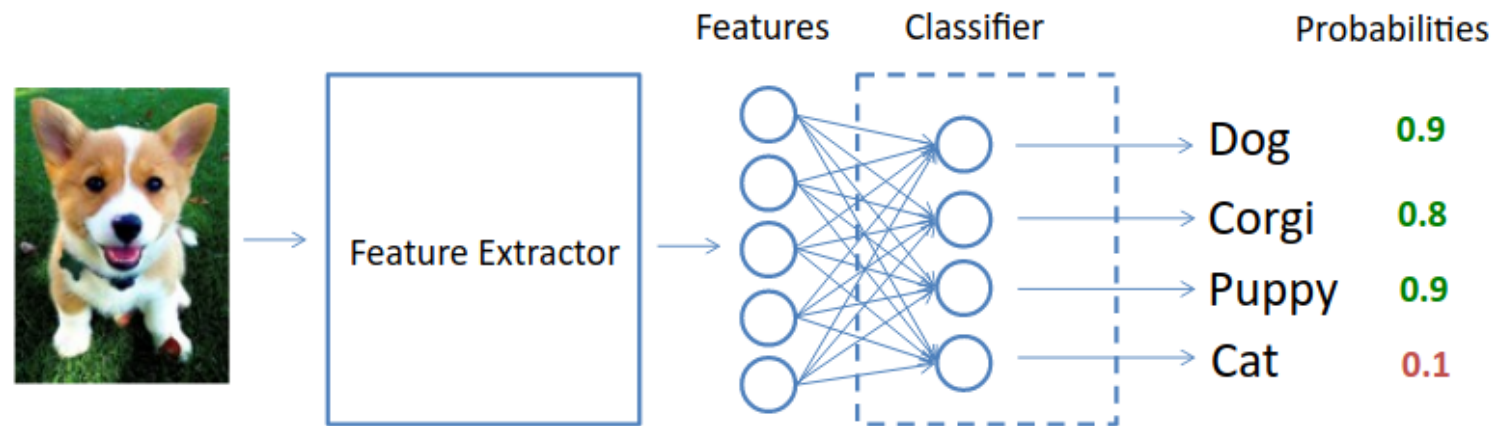 Features Classifier Probabilities
Feature Extractor
Dog 0.9
Corgi 0.8
Puppy 0.9
Cat 0.1